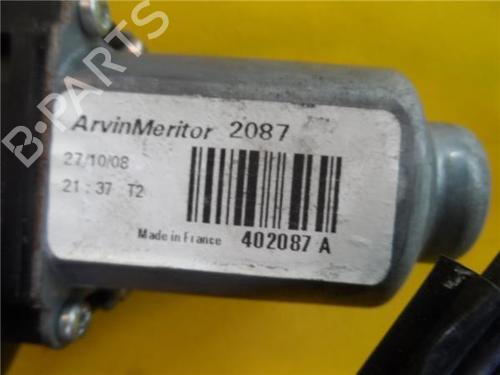 B-PARTS
ArvinMeritor 2087
27/10/08
21:37 T2
Made in France 402087 A